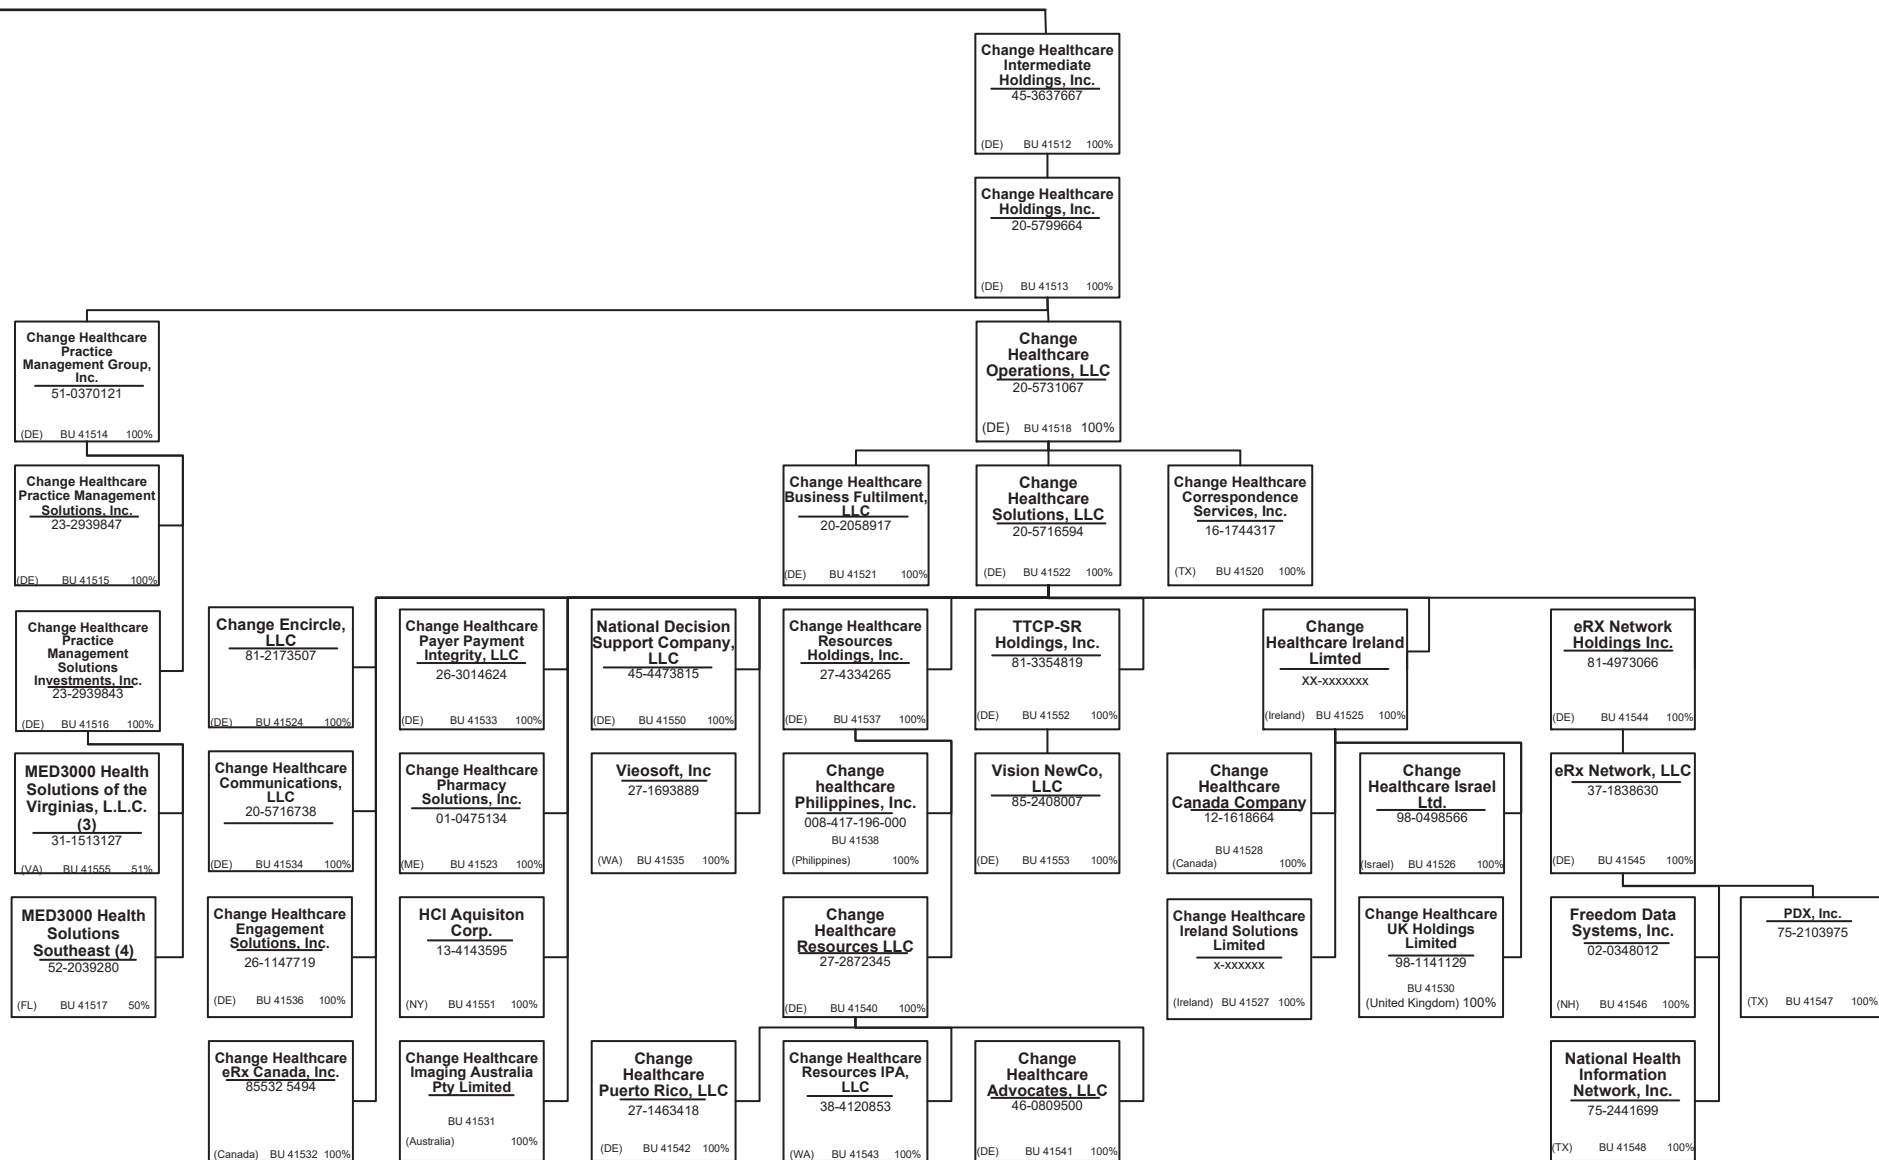 Change Healthcare
Intermediate
Holdings, Inc.
45-3637667
(DE) BU 41512 100%
Change Healthcare
Holdings, Inc.
20-5799664
(DE) BU 41513 100%
Change Healthcare
Practice
Management Group,
Inc.
51-0370121
(DE) BU 41514 100%
Change
Healthcare
Operations, LLC
20-5731067
(DE) BU 41518 100%
Change Healthcare
Practice Management
Solutions, Inc.
23-2939847
(DE) BU 41515 100%
Change Healthcare
Business Fultilment,
LLC
20-2058917
(DE) BU 41521 100%
Change
Healthcare
Solutions, LLC
20-5716594
(DE) BU 41522 100%
Change Healthcare
Correspondence
Services, Inc.
16-1744317
(TX) BU 41520 100%
Change Healthcare
Practice
Management
Solutions
Investments, Inc.
23-2939843
(DE) BU 41516 100%
Change Encircle,
LLC
81-2173507
(DE) BU 41524 100%
Change Healthcare
Payer Payment
Integrity, LLC
26-3014624
(DE) BU 41533 100%
National Decision
Support Company,
LLC
45-4473815
(DE) BU 41550 100%
Change Healthcare
Resources
Holdings, Inc.
27-4334265
(DE) BU 41537 100%
TTCP-SR
Holdings, Inc.
81-3354819
(DE) BU 41552 100%
Change
Healthcare Ireland
Limted
XX-xxxxxxx
(Ireland) BU 41525 100%
eRX Network
Holdings Inc.
81-4973066
(DE) BU 41544 100%
MED3000 Health
Solutions of the
Virginias, L.L.C.
(3)
31-1513127
(VA) BU 41555 51%
Change Healthcare
Communications,
LLC
20-5716738
(DE) BU 41534 100%
Change Healthcare
Pharmacy
Solutions, Inc.
01-0475134
(ME) BU 41523 100%
Vieosoft, Inc
27-1693889
(WA) BU 41535 100%
Change
healthcare
Philippines, Inc.
008-417-196-000
BU 41538
(Philippines) 100%
Vision NewCo,
LLC
85-2408007
(DE) BU 41553 100%
Change
Healthcare
Canada Company
12-1618664
BU 41528
(Canada) 100%
Change
Healthcare Israel
Ltd.
98-0498566
(Israel) BU 41526 100%
eRx Network, LLC
37-1838630
(DE) BU 41545 100%
MED3000 Health
Solutions
Southeast (4)
52-2039280
(FL) BU 41517 50%
Change Healthcare
Engagement
Solutions, Inc.
26-1147719
(DE) BU 41536 100%
HCI Aquisiton
Corp.
13-4143595
(NY) BU 41551 100%
Change
Healthcare
Resources LLC
27-2872345
(DE) BU 41540 100%
Change Healthcare
Ireland Solutions
Limited
x-xxxxxx
(Ireland) BU 41527 100%
Change Healthcare
UK Holdings
Limited
98-1141129
BU 41530
(United Kingdom) 100%
Freedom Data
Systems, Inc.
02-0348012
(NH) BU 41546 100%
PDX, Inc.
75-2103975
(TX) BU 41547 100%
Change Healthcare
eRx Canada, Inc.
85532 5494
(Canada) BU 41532 100%
Change Healthcare
Imaging Australia
Pty Limited
BU 41531
(Australia) 100%
Change
Healthcare
Puerto Rico, LLC
27-1463418
(DE) BU 41542 100%
Change Healthcare
Resources IPA,
LLC
38-4120853
(WA) BU 41543 100%
Change
Healthcare
Advocates, LLC
46-0809500
(DE) BU 41541 100%
National Health
Information
Network, Inc.
75-2441699
(TX) BU 41548 100%